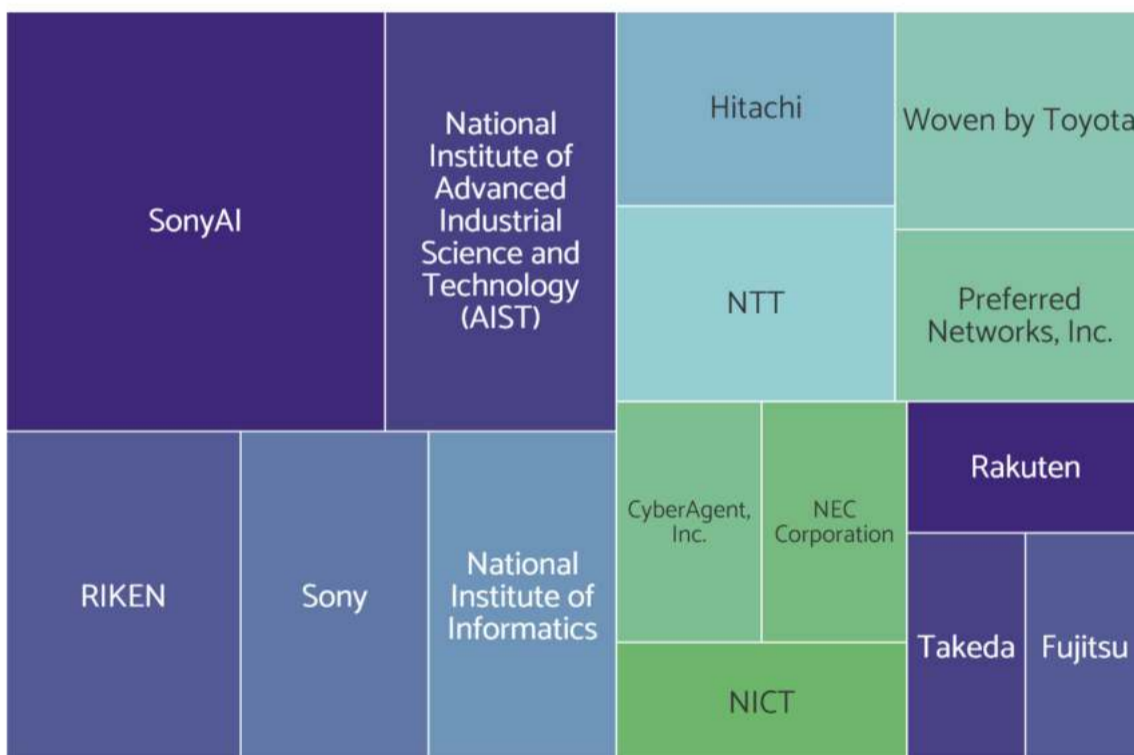 SonyAI
National
Institute of
Advanced
Industrial
Science and
Technology
(AIST)
Hitachi
Woven by Toyota
NTT
Preferred
Networks, Inc.
RIKEN
Sony
National
Institute of
Informatics
CyberAgent,
Inc.
NEC
Corporation
Rakuten
NICT
Takeda
Fujitsu